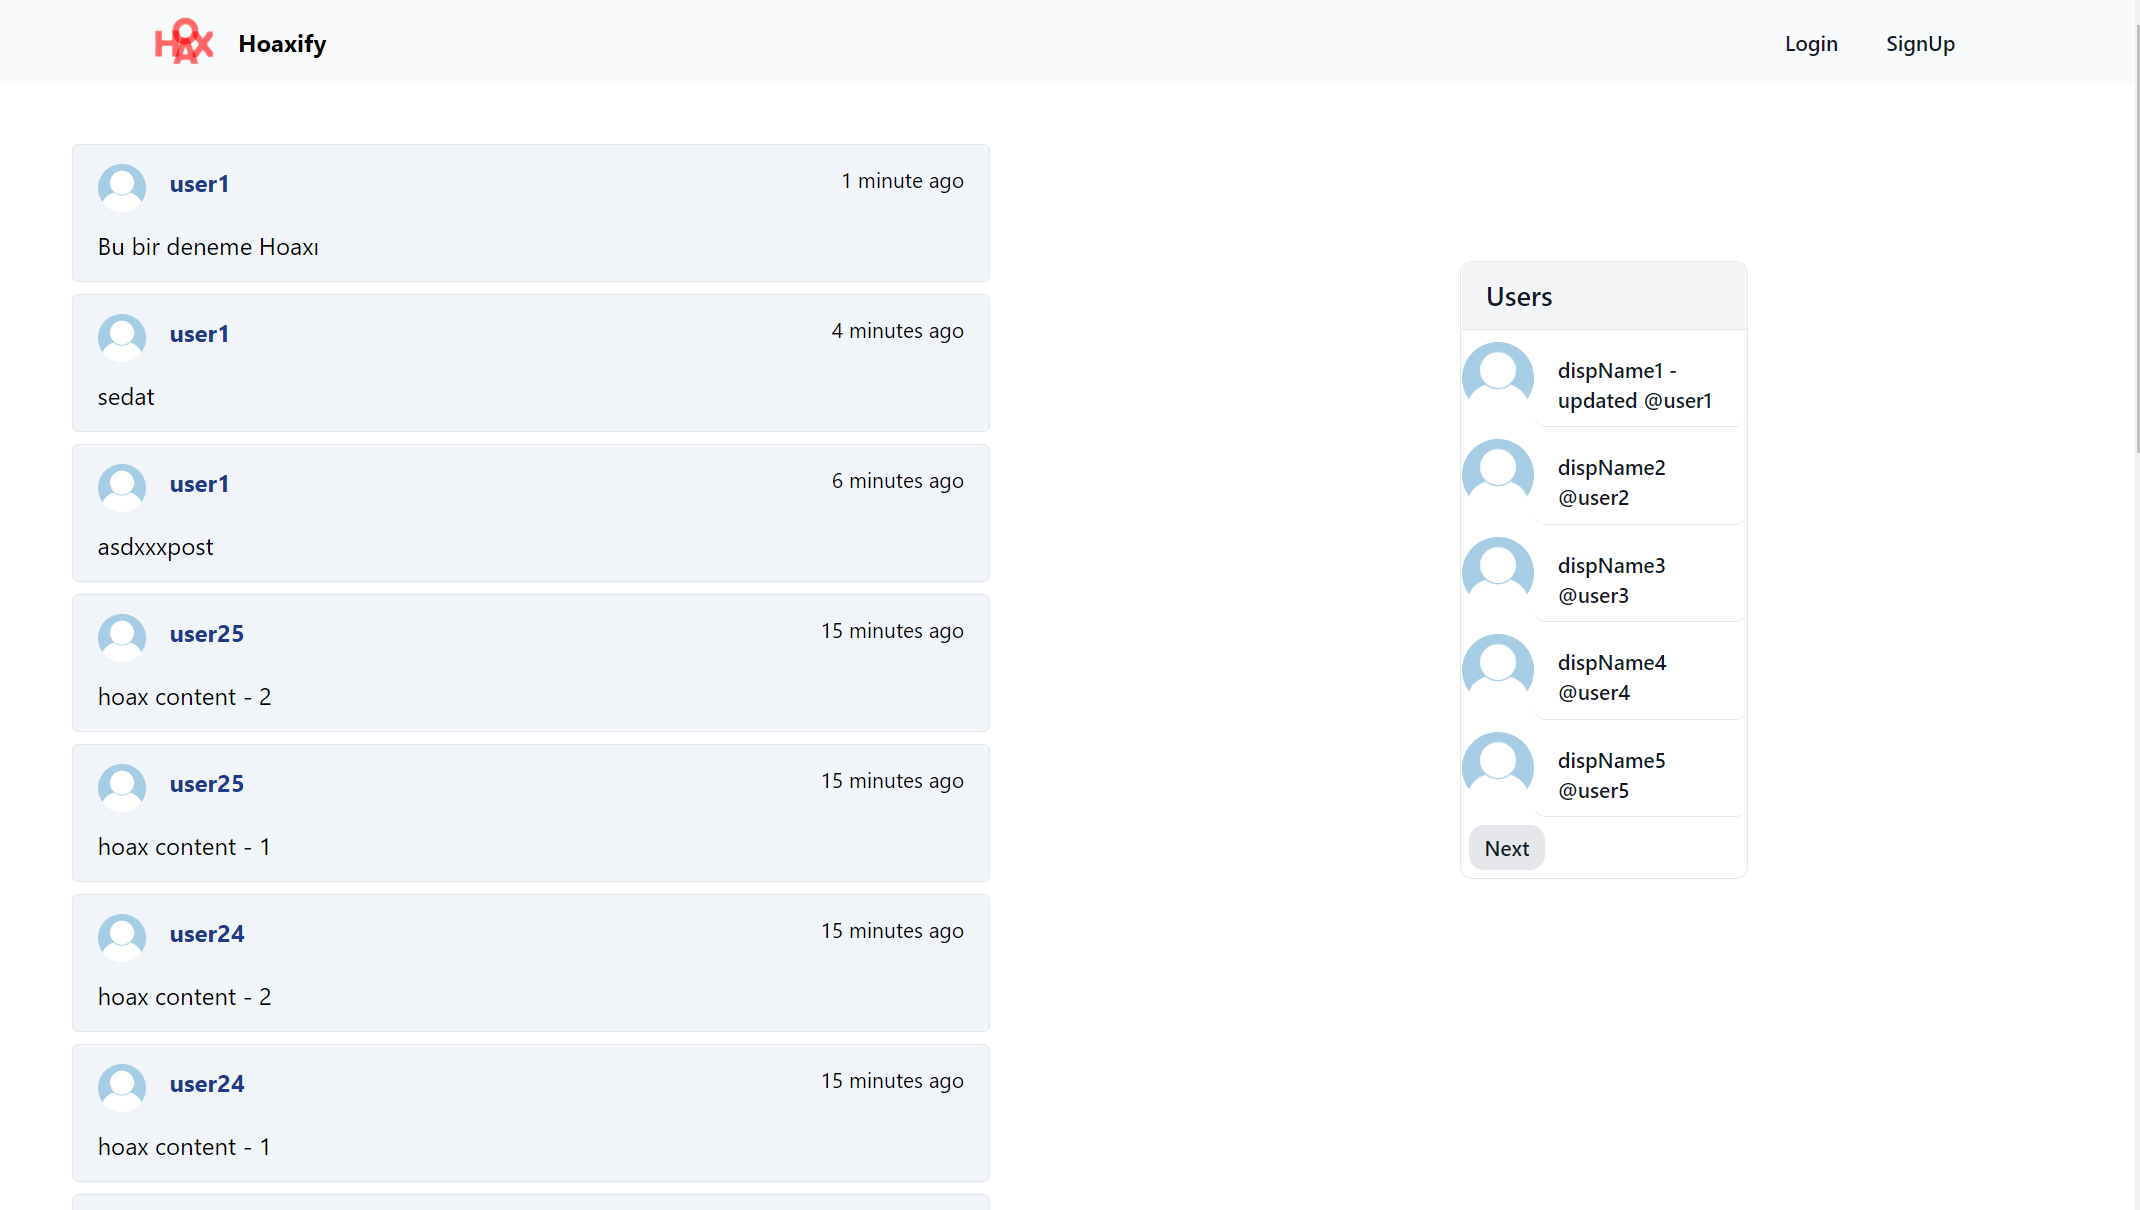 HOAX
Hoaxify
Login
SignUp
user1
1 minute ago
Bu bir deneme Hoaxı
user1
4 minutes ago
sedat
user1
6 minutes ago
asdxxxpost
user25
15 minutes ago
hoax content - 2
user25
15 minutes ago
hoax content - 1
user24
15 minutes ago
hoax content - 2
user24
15 minutes ago
hoax content - 1
Users
dispName1 -
updated @user1
dispName2
@user2
dispName3
@user3
dispName4
@user4
dispName5
@user5
Next